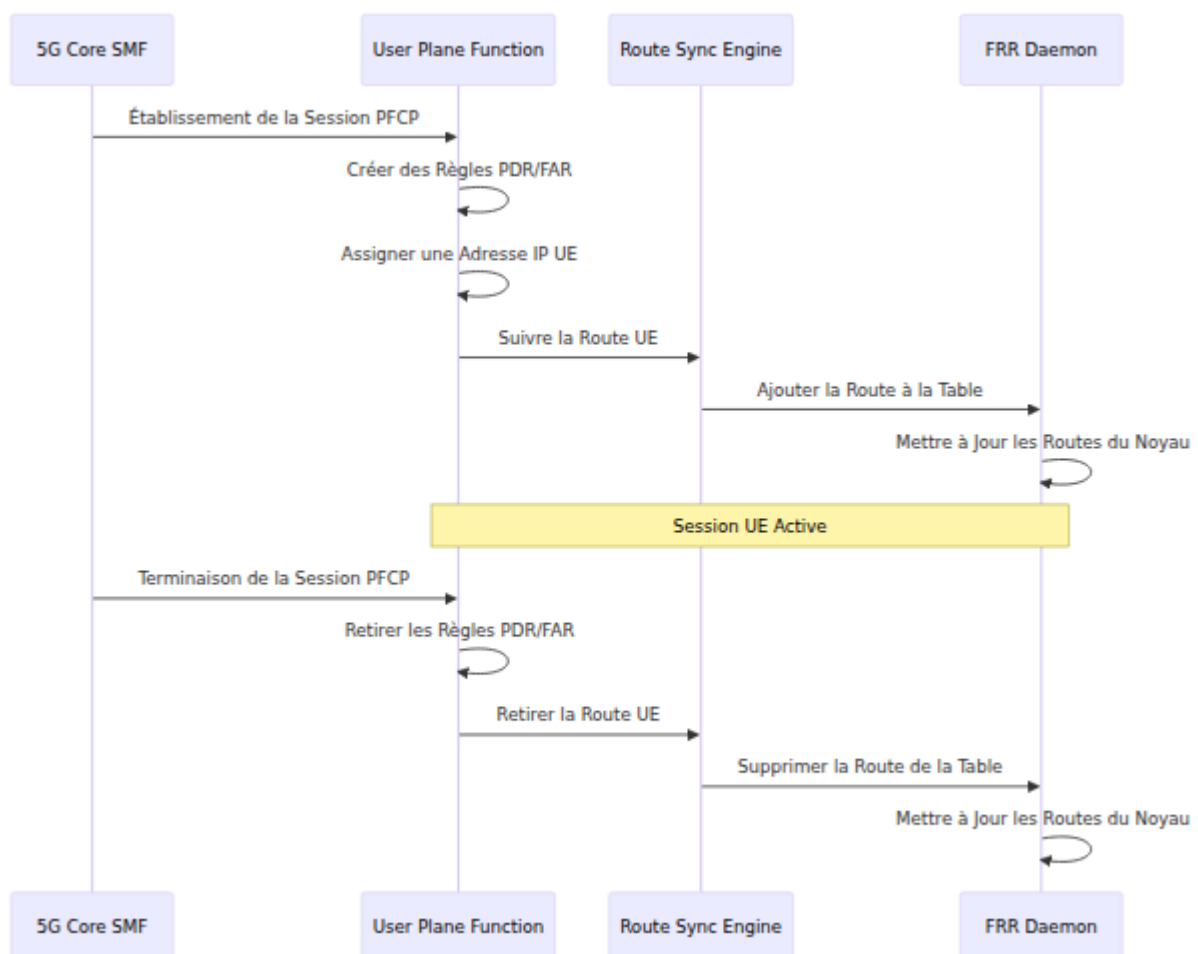 5G Core SMF
User Plane Function
Route Sync Engine
FRR Daemon
Établissement de la Session PFCP
Créer des Règles PDR/FAR
Assigner une Adresse IP UE
Suivre la Route UE
Ajouter la Route à la Table
Mettre à Jour les Routes du Noyau
Session UE Active
Terminaison de la Session PFCP
Retirer les Règles PDR/FAR
Retirer la Route UE
Supprimer la Route de la Table
Mettre à Jour les Routes du Noyau
5G Core SMF
User Plane Function
Route Sync Engine
FRR Daemon